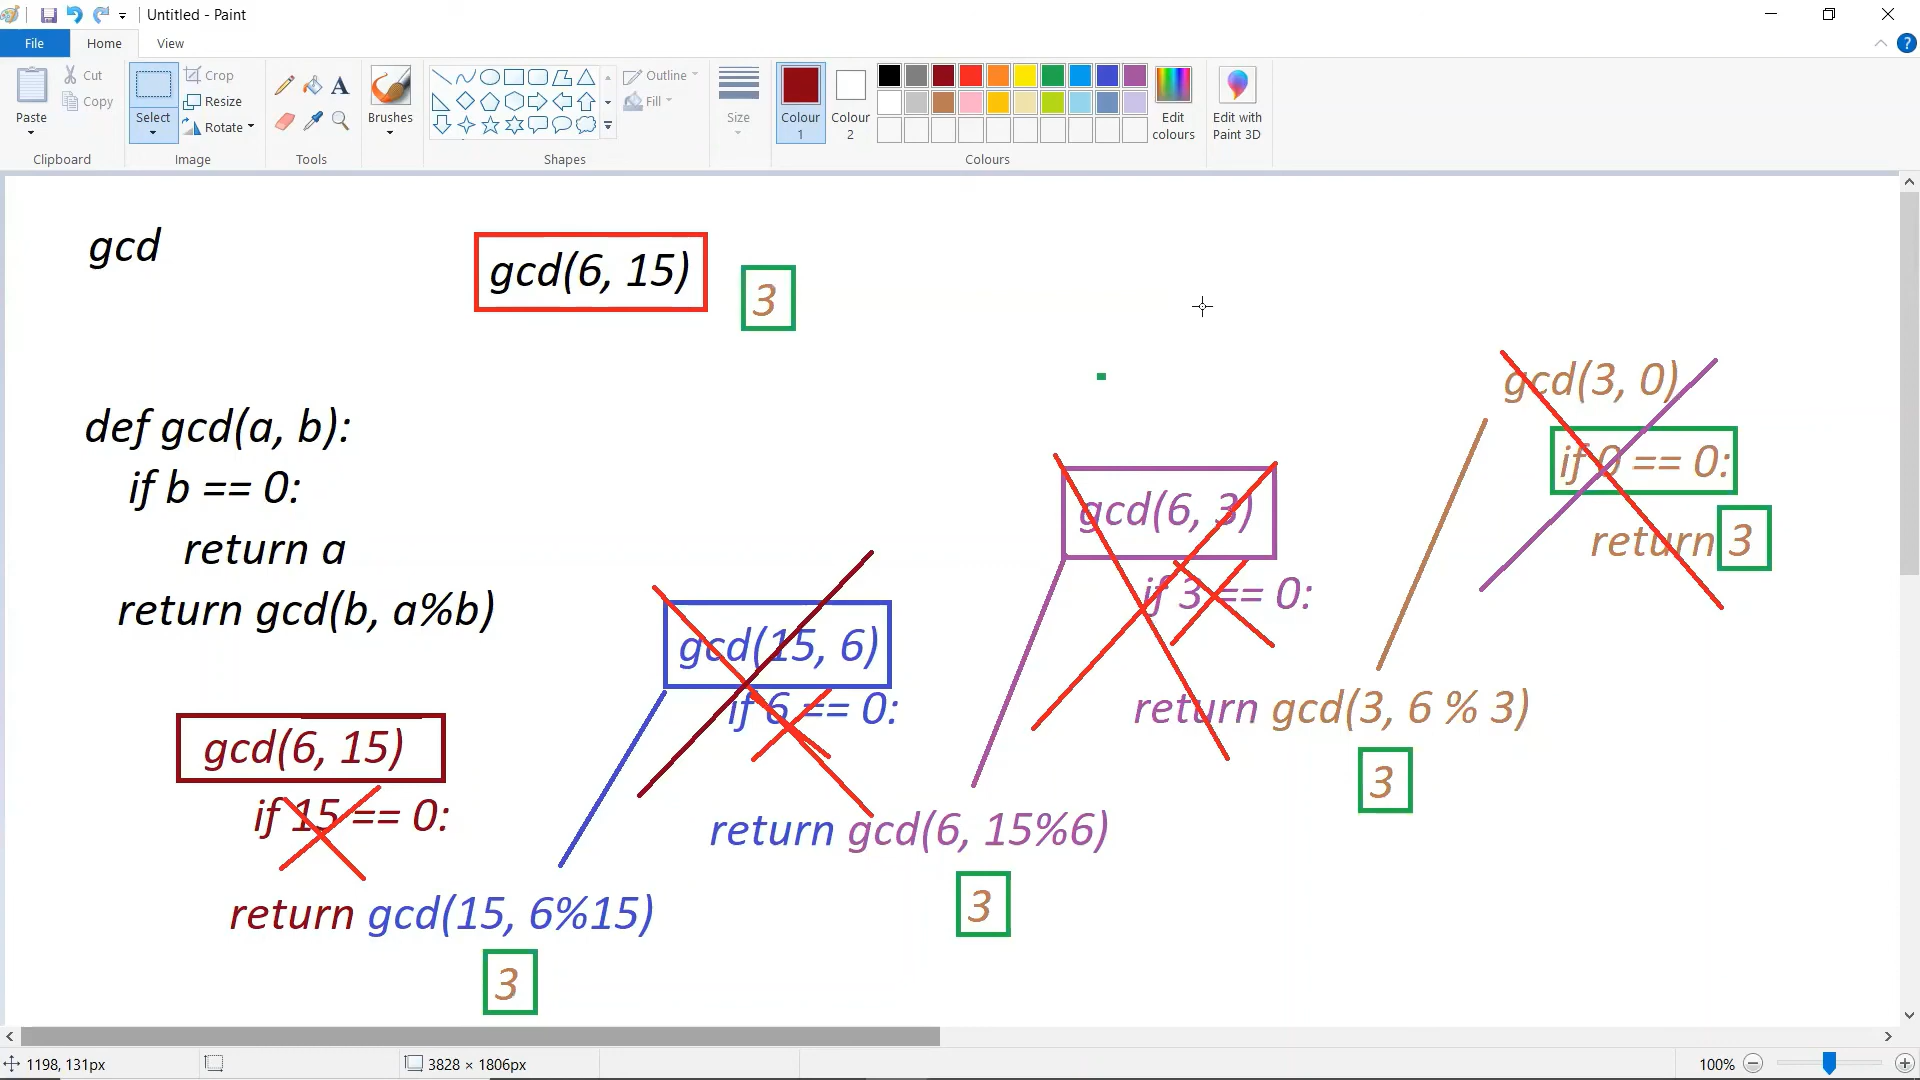 Untitled - Paint
File Home View
Paste
Cut
Copy
Clipboard
Select
Crop
Resize
Rotate
Image
A
Tools
Brushes
Outline
Fill
Shapes
Size
Colour 1
Colour 2
Edit colours
Colours
Edit with Paint 3D
?
gcd
gcd(6, 15)
3
def gcd(a, b):
if b == 0:
return a
return gcd(b, a%b)
gcd(6, 15)
if 15 == 0:
return gcd(15, 6%15)
3
gcd(15, 6)
if 6 == 0:
return gcd(6, 15%6)
3
gcd(6, 3)
if 3 == 0:
return gcd(3, 6 % 3)
3
gcd(3, 0)
if 0 == 0:
return 3
1198, 131px
3828 × 1806px
100%